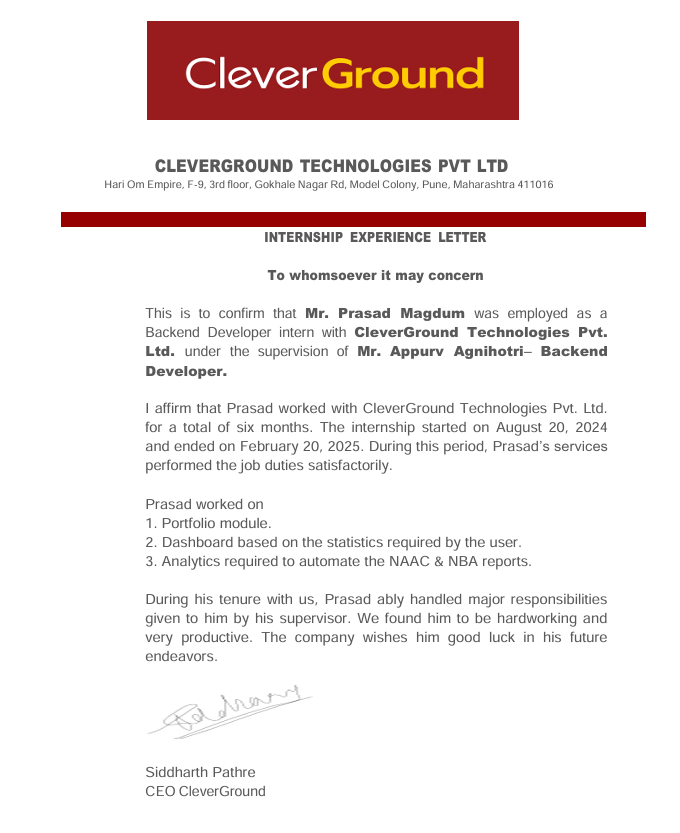 CleverGround
CLEVERGROUND TECHNOLOGIES PVT LTD
Hari Om Empire, F-9, 3rd floor, Gokhale Nagar Rd, Model Colony, Pune, Maharashtra 411016
INTERNSHIP EXPERIENCE LETTER
To whomsoever it may concern
This is to confirm that Mr. Prasad Magdum was employed as a
Backend Developer intern with CleverGround Technologies Pvt.
Ltd. under the supervision of Mr. Appurv Agnihotri– Backend
Developer.
I affirm that Prasad worked with CleverGround Technologies Pvt. Ltd.
for a total of six months. The internship started on August 20, 2024
and ended on February 20, 2025. During this period, Prasad's services
performed the job duties satisfactorily.
Prasad worked on
1. Portfolio module.
2. Dashboard based on the statistics required by the user.
3. Analytics required to automate the NAAC & NBA reports.
During his tenure with us, Prasad ably handled major responsibilities
given to him by his supervisor. We found him to be hardworking and
very productive. The company wishes him good luck in his future
endeavors.
Siddharth Pathre
CEO CleverGround